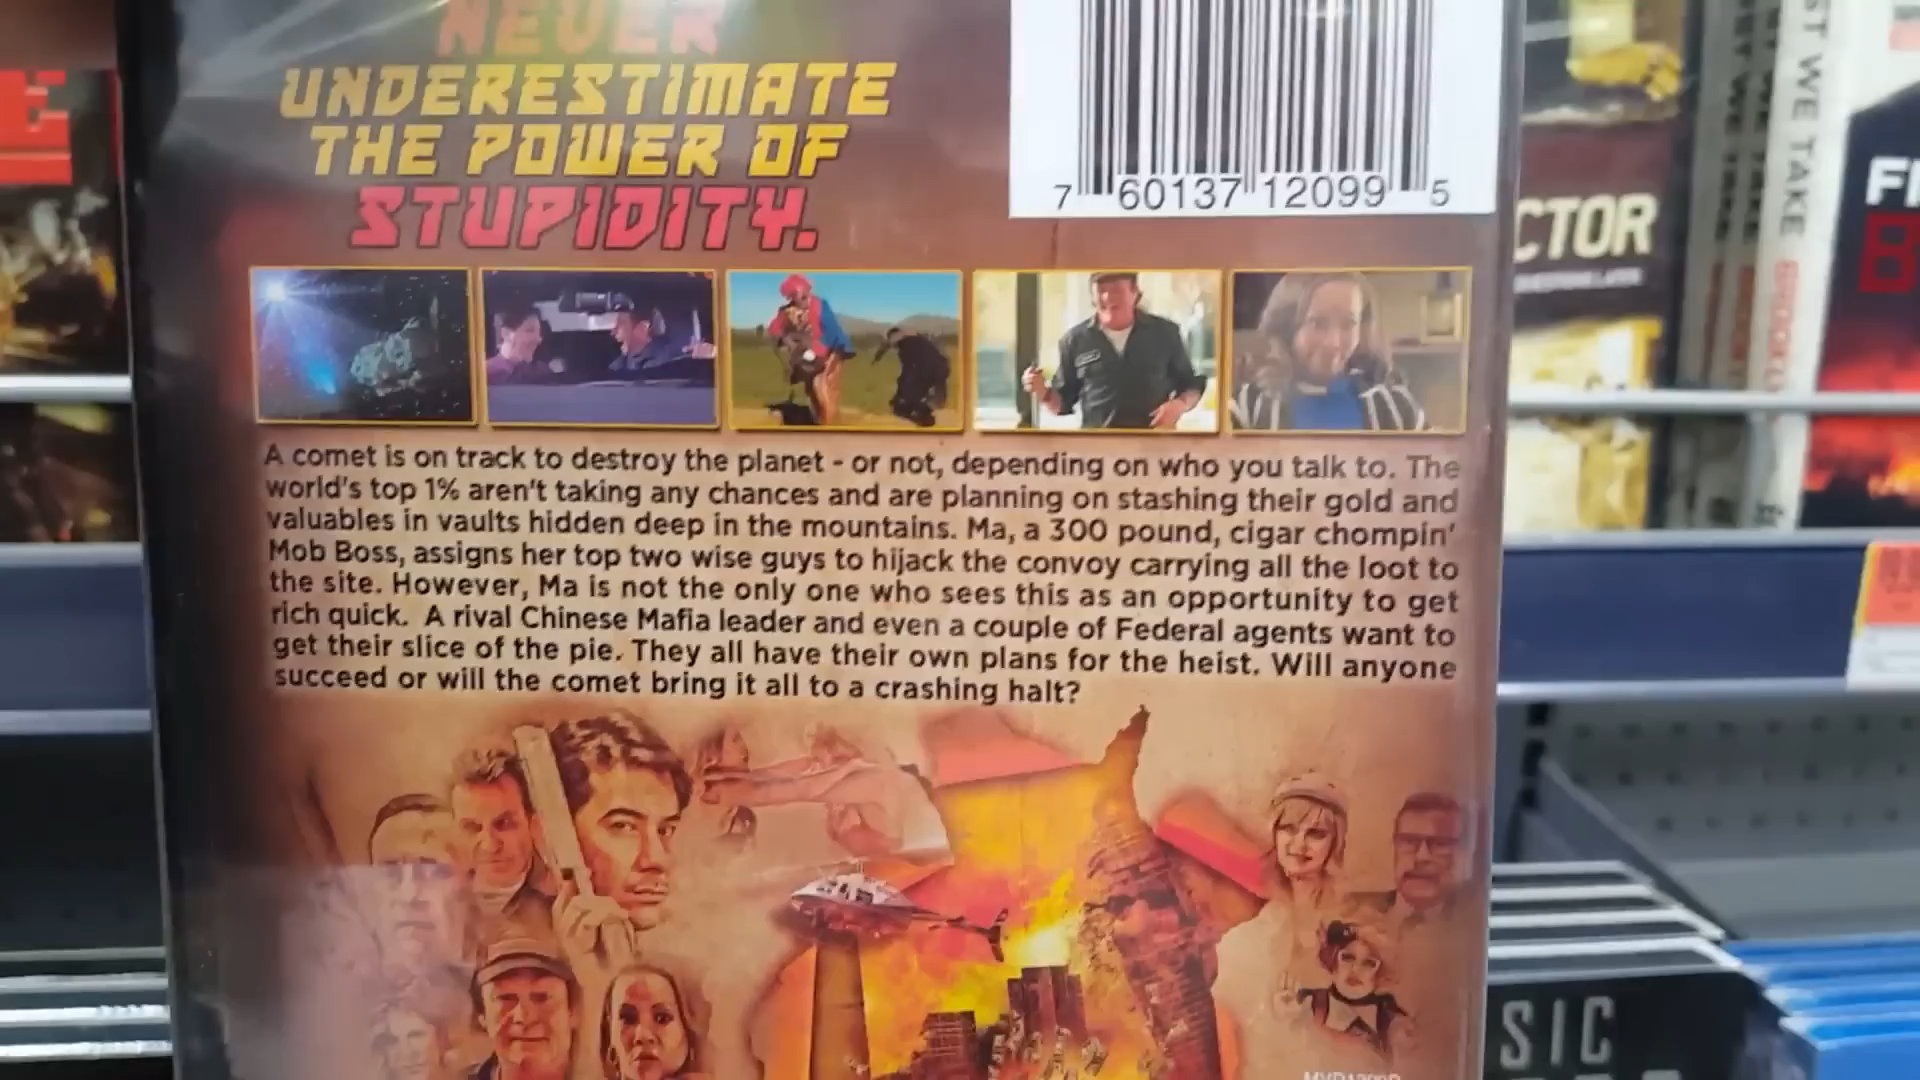 NEVER
UNDERESTIMATE
THE POWER OF
STUPIDITY.
7 60137 12099 5
A comet is on track to destroy the planet - or not, depending on who you talk to. The
world's top 1% aren't taking any chances and are planning on stashing their gold and
valuables in vaults hidden deep in the mountains. Ma, a 300 pound, cigar chompin'
Mob Boss, assigns her top two wise guys to hijack the convoy carrying all the loot to
the site. However, Ma is not the only one who sees this as an opportunity to get
rich quick. A rival Chinese Mafia leader and even a couple of Federal agents want to
get their slice of the pie. They all have their own plans for the heist. Will anyone
succeed or will the comet bring it all to a crashing halt?
E
CTOR
ST WE TAKE
F
B
SIC